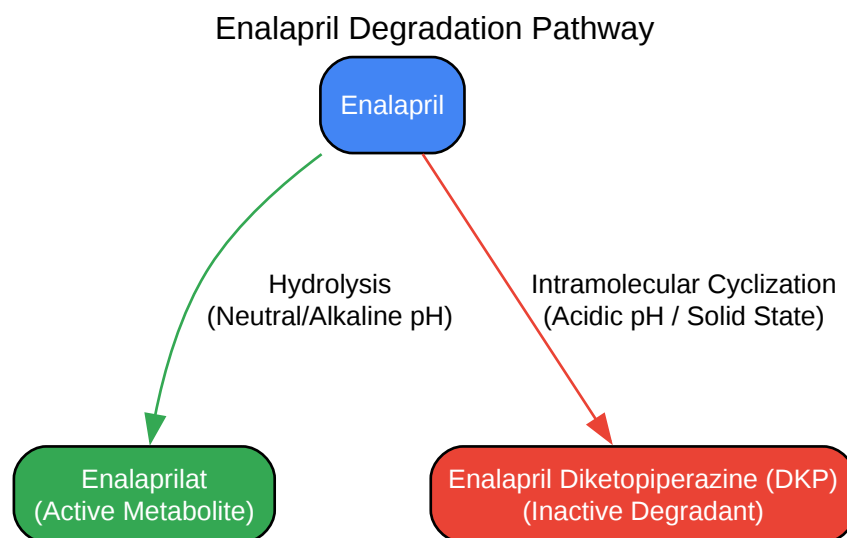 Enalapril Degradation Pathway
Enalapril
Hydrolysis
(Neutral/Alkaline pH)
Intramolecular Cyclization
(Acidic pH / Solid State)
Enalaprilat
(Active Metabolite)
Enalapril Diketopiperazine (DKP)
(Inactive Degradant)